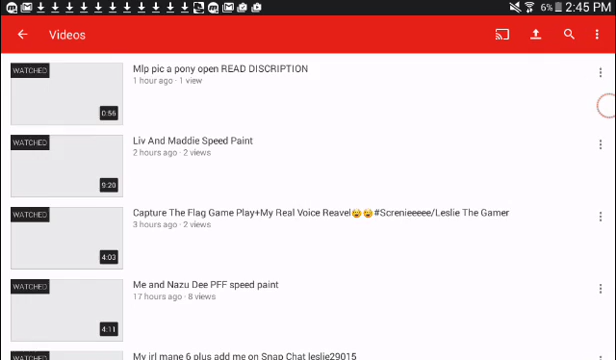 6% 2:45 PM
Videos
WATCHED
0:56
Mlp pic a pony open READ DISCRIPTION
1 hour ago · 1 view
WATCHED
9:20
Liv And Maddie Speed Paint
2 hours ago · 2 views
WATCHED
4:03
Capture The Flag Game Play+My Real Voice Reavel😫😫#Screnieeeee/Leslie The Gamer
3 hours ago · 2 views
WATCHED
4:11
Me and Nazu Dee PFF speed paint
17 hours ago · 8 views
WATCHED
My irl mane 6 plus add me on Snap Chat leslie29015